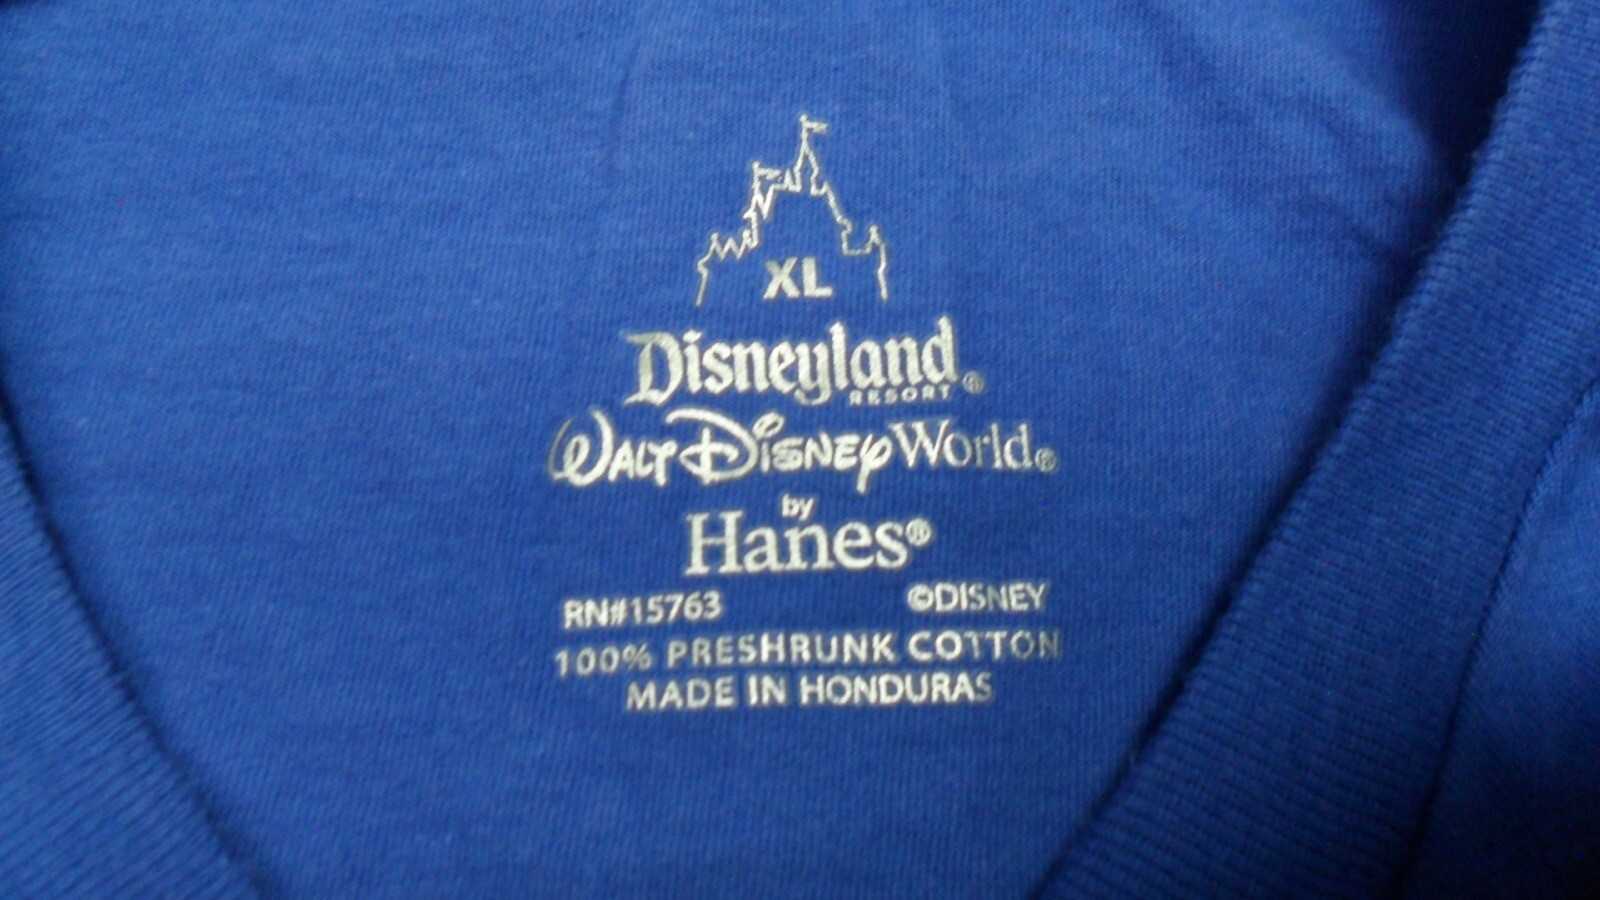 XL
Disneyland®
RESORT
WALT DISNEY World®
by
Hanes®
RN#15763 ©DISNEY
100% PRESHRUNK COTTON
MADE IN HONDURAS